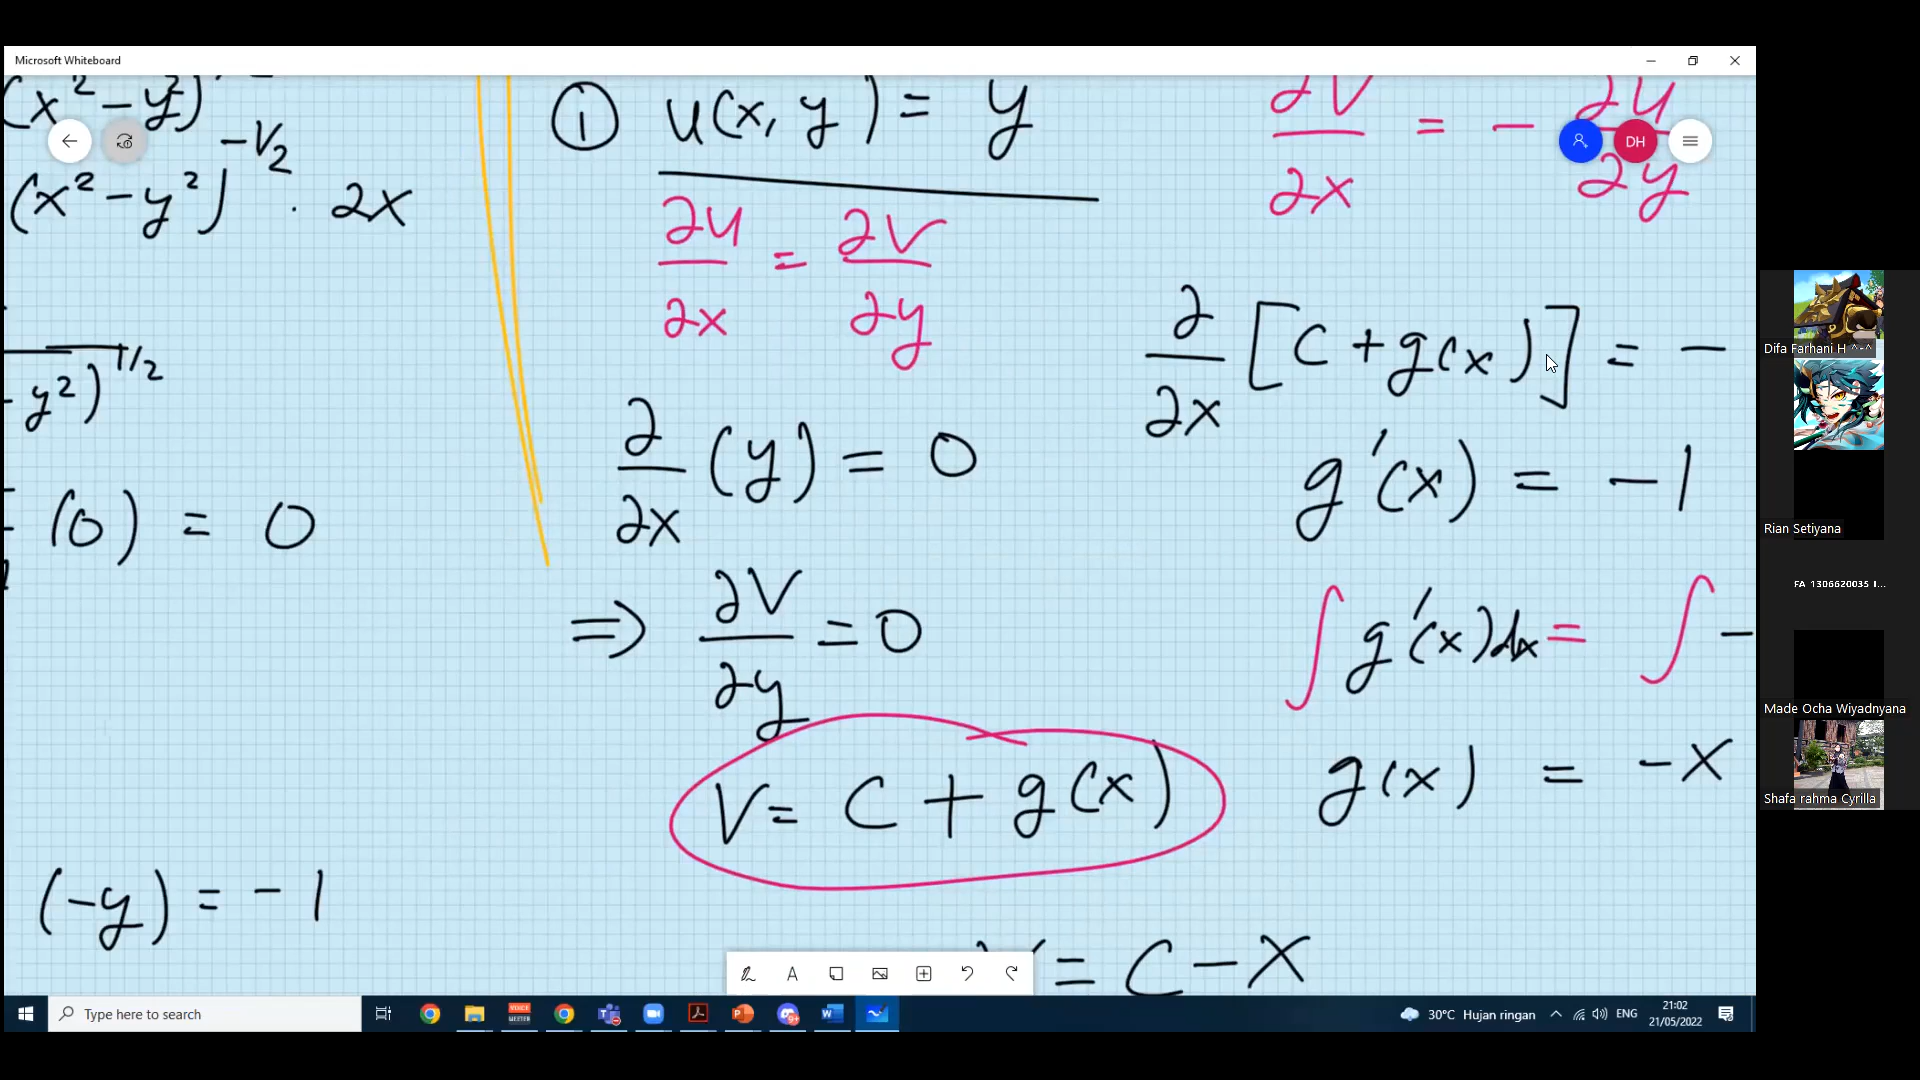 Microsoft Whiteboard
(x² - y²)
(x² - y²)^{-1/2} · 2x
- y²)^{1/2}
(0) = 0
(-y) = -1
① u(x, y) = y
∂u/∂x = ∂v/∂y
∂/∂x (y) = 0
⇒ ∂v/∂y = 0
v = c + g(x)
= c - x
∂v/∂x = - ∂u/∂y
∂/∂x [c + g(x)] = -
g'(x) = -1
∫ g'(x) dx = ∫ -
g(x) = -x
DH
Difa Farhani H ^-^
Rian Setiyana
FA_1306620035_I...
Made Ocha Wiyadnyana
Shafa rahma Cyrilla
Type here to search
30°C Hujan ringan
ENG
21:02
21/05/2022